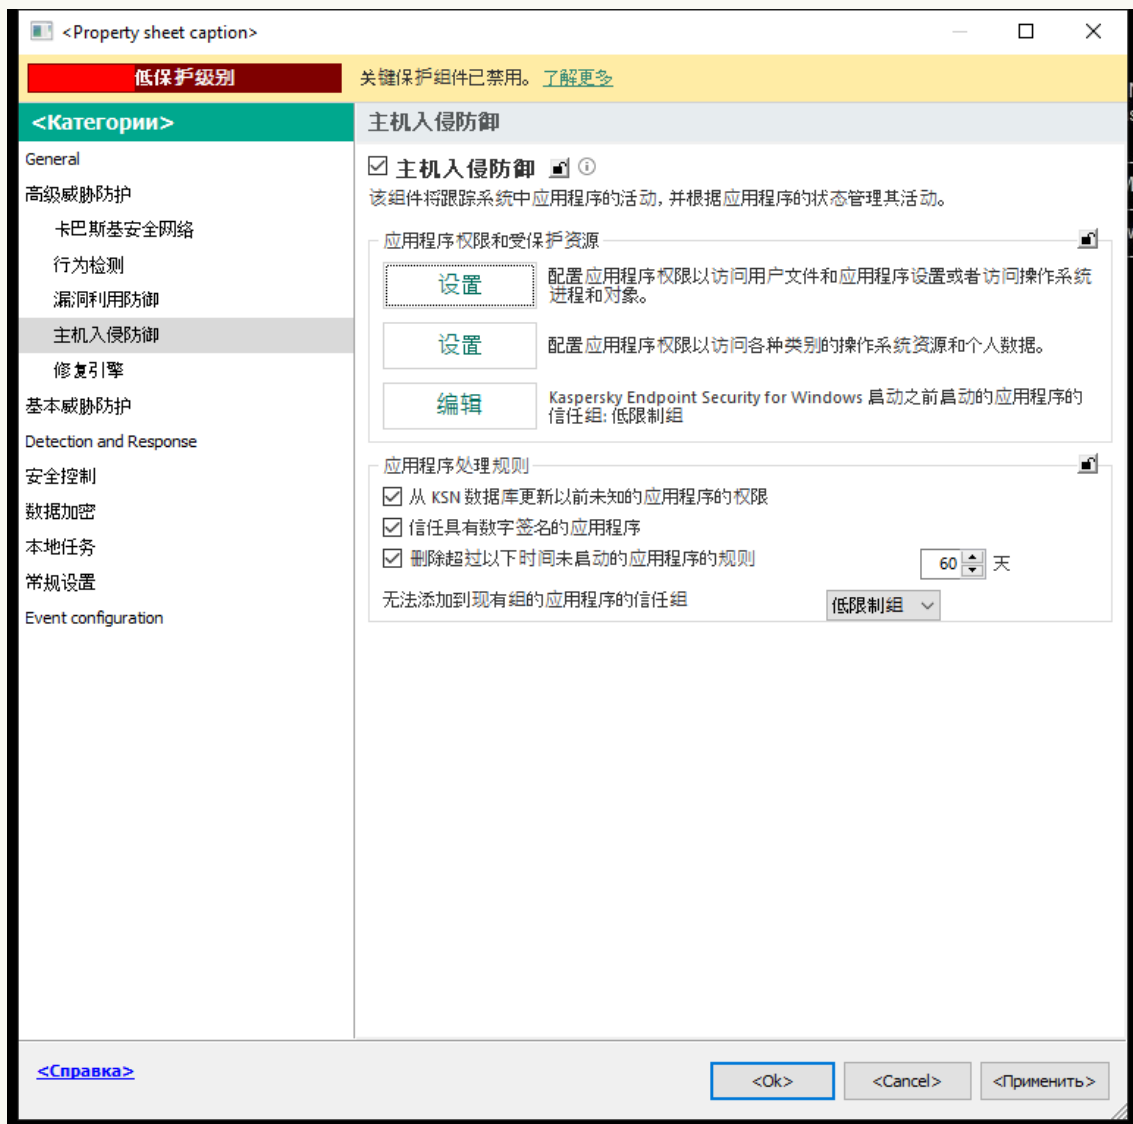 <Property sheet caption>
低保护级别
关键保护组件已禁用。 了解更多
<Категории>
General
高级威胁防护
卡巴斯基安全网络
行为检测
漏洞利用防御
主机入侵防御
修复引擎
基本威胁防护
Detection and Response
安全控制
数据加密
本地任务
常规设置
Event configuration
主机入侵防御
主机入侵防御
该组件将跟踪系统中应用程序的活动, 并根据应用程序的状态管理其活动。
应用程序权限和受保护资源
设置
配置应用程序权限以访问用户文件和应用程序设置或者访问操作系统
进程和对象。
设置
配置应用程序权限以访问各种类别的操作系统资源和个人数据。
编辑
Kaspersky Endpoint Security for Windows 启动之前启动的应用程序的
信任组: 低限制组
应用程序处理规则
从 KSN 数据库更新以前未知的应用程序的权限
信任具有数字签名的应用程序
删除超过以下时间未启动的应用程序的规则
60 天
无法添加到现有组的应用程序的信任组
低限制组
<Справка>
<Ok>
<Cancel>
<Применить>